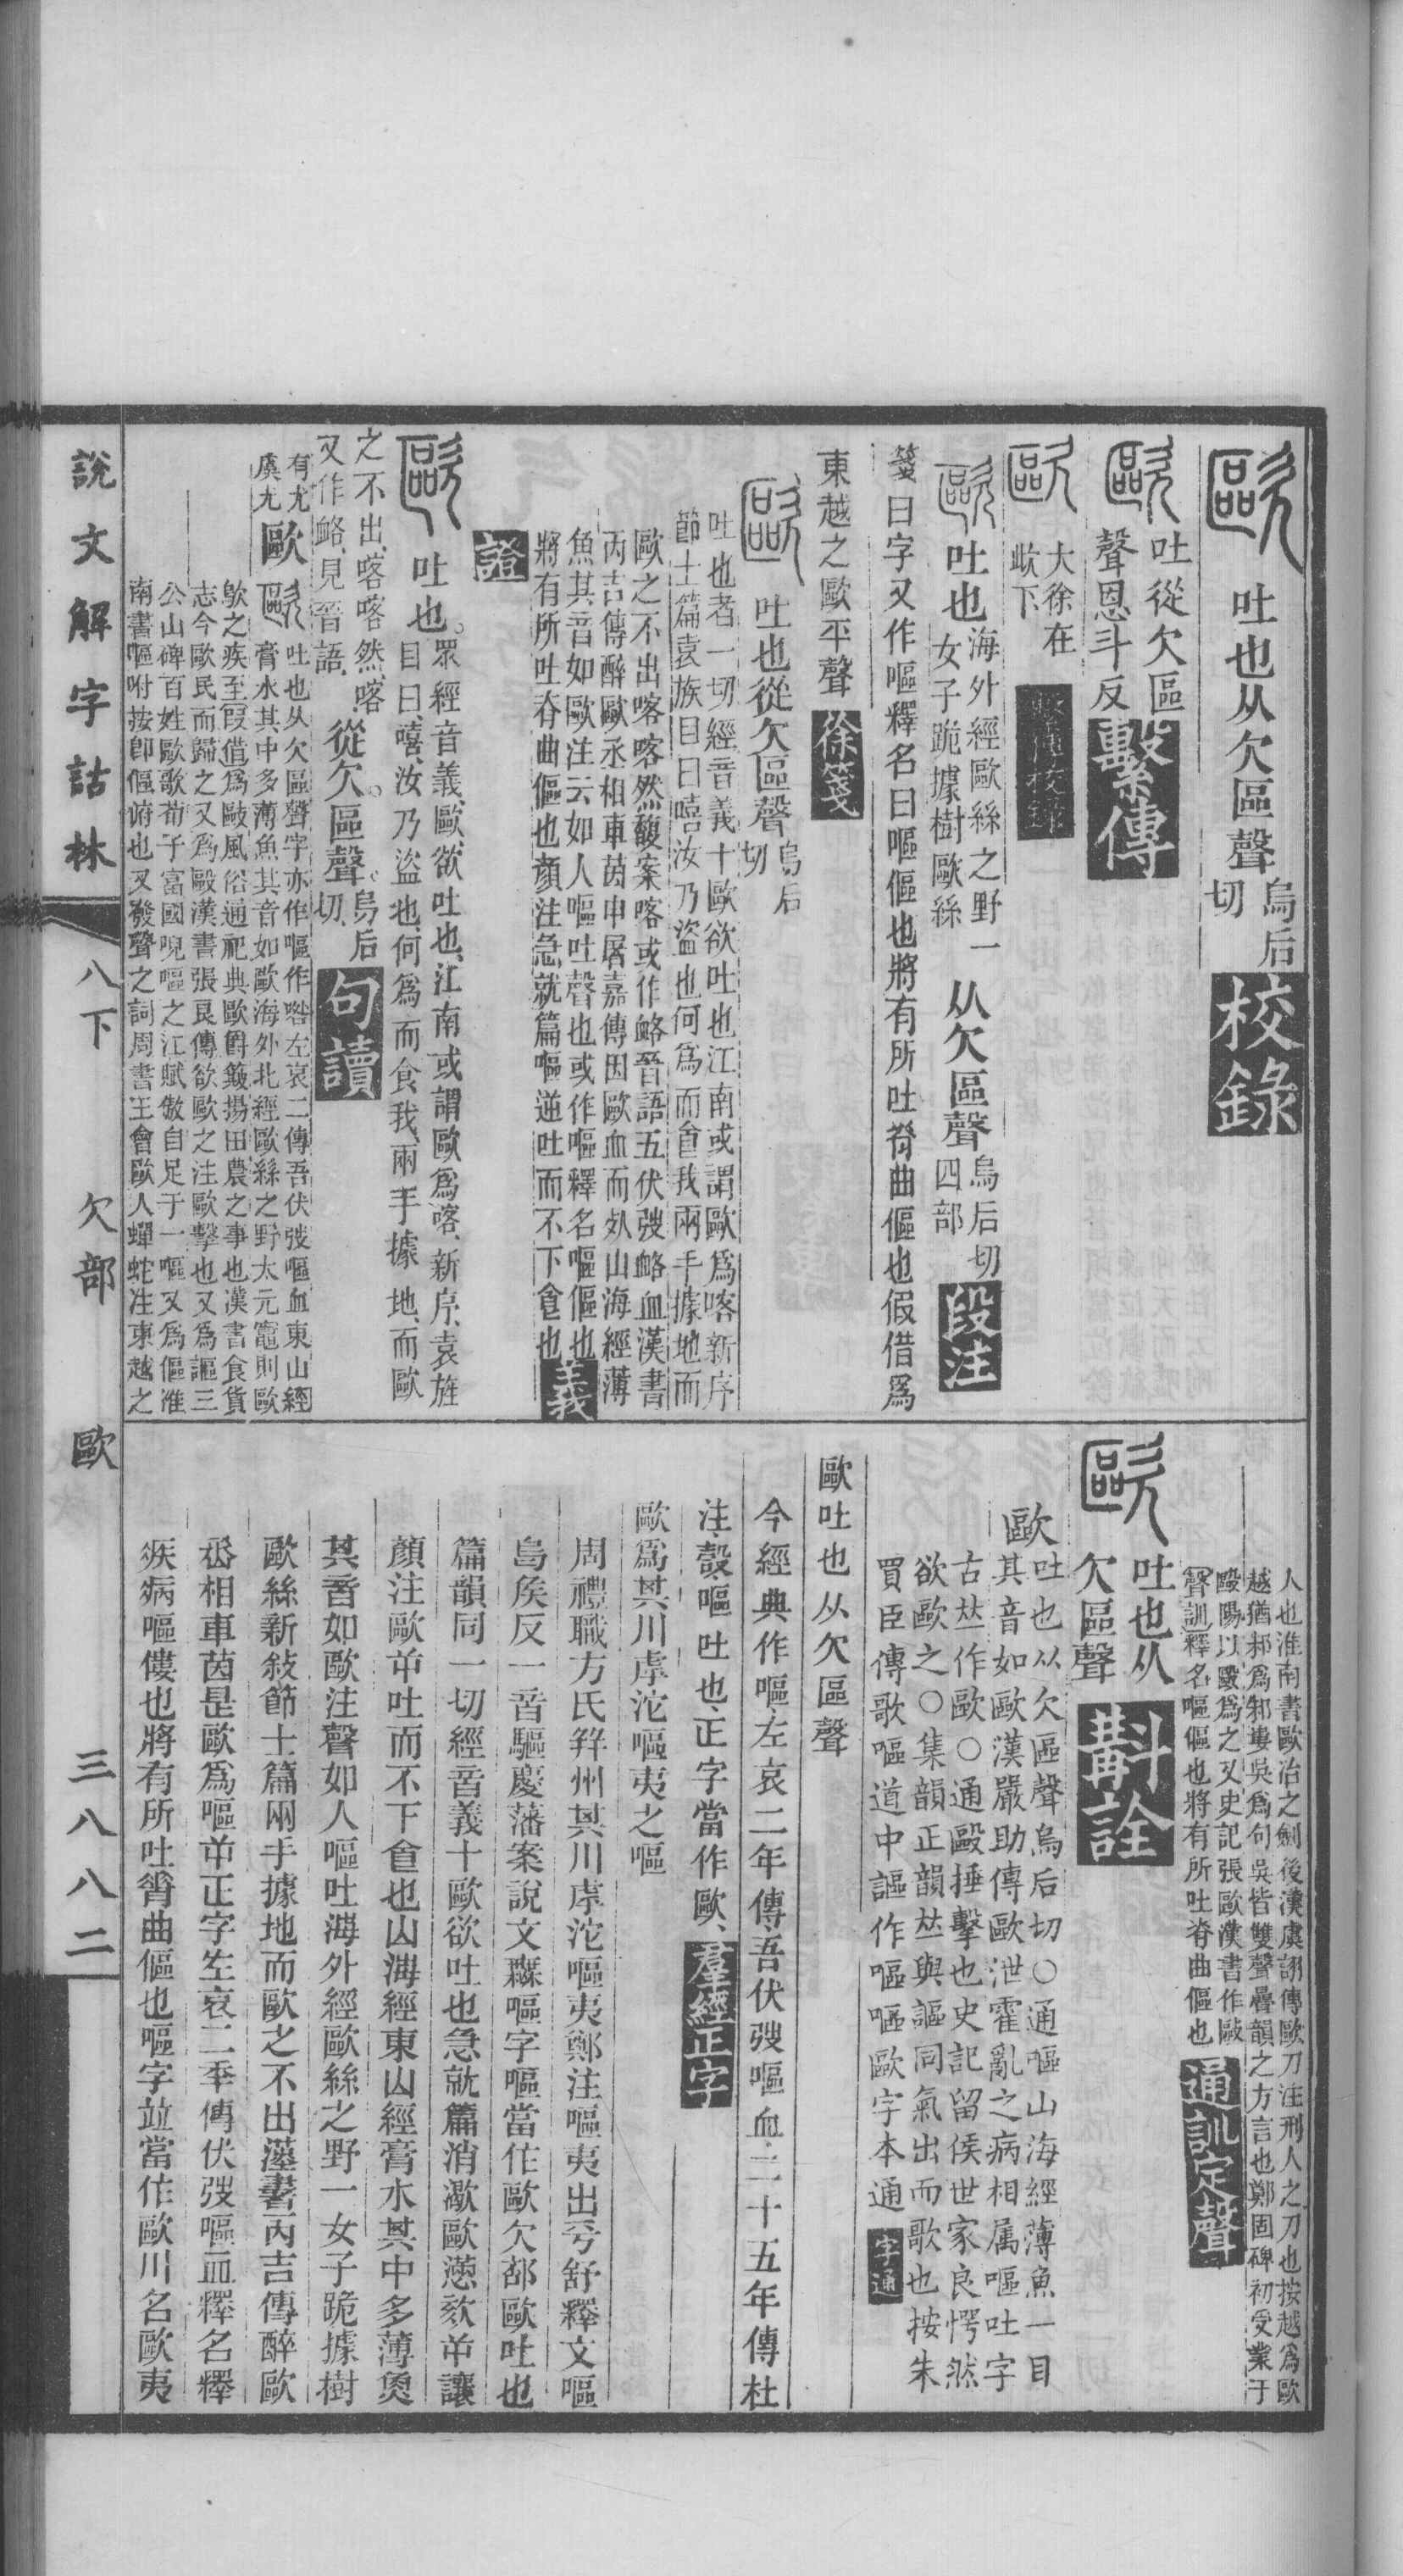 歐
吐也从欠區聲烏后切
校錄
歐
吐從欠區
聲恩斗反
繫傳
歐
大徐在
歂下
繫傳校錄
歐
吐也
海外經歐絲之野一
女子跪據樹歐絲
从欠區聲
烏后切
四部
段注
箋曰字又作嘔釋名曰嘔傴也將有所吐脊曲傴也假借爲
東越之歐平聲
徐箋
歐
吐也從欠區聲烏后切
吐也者一切經音義十歐欲吐也江南或謂歐爲喀新序
節士篇袁族目曰嘻汝乃盜也何爲而食我兩手據地而
歐之不出喀喀然馥案喀或作衉晉語五伏弢衉血漢書
丙吉傳醉歐丞相車茵申屠嘉傳因歐血而死山海經薄
魚其音如歐注云如人嘔吐聲也或作嘔釋名嘔傴也
將有所吐脊曲傴也顏注急就篇嘔逆吐而不下食也
義
證
歐
吐也。
眾經音義、歐、欲吐也、江南或謂歐爲喀、新序、袁旌
目曰、嘻、汝乃盜也、何爲而食我、兩手據地、而歐
之不出、喀喀然、喀
又作衉、見晉語、
從欠。區聲。
烏后
切、
句讀
有尤
虞尤
歐
歐
吐也从欠區聲字亦作嘔作喀左哀二傳吾伏弢嘔血東山經
膏水其中多薄魚其音如歐海外北經歐絲之野太元竈則歐
歍之疾至叚借爲敺風俗通祀典歐爵簸揚田農之事也漢書食貨
志今歐民而歸之又爲毆漢書張良傳欲歐之注歐擊也又爲謳三
公山碑百姓歐歌荀子富國呴嘔之江賦傲自足于一嘔又爲傴淮
南書嘔咐按卽傴俯也又發聲之詞周書王會歐人蟬蛇注東越之
說文解字詁林
八下
欠部
歐
三八八二
人也淮南書歐冶之劍後漢虞詡傳歐刀注刑人之刀也按越爲歐
越猶邾爲邾婁吳爲句吳皆雙聲疊韻之方言也鄭固碑初受業于
歐陽以毆爲之又史記張歐漢書作敺
聲訓釋名嘔傴也將有所吐脊曲傴也
通訓定聲
歐
吐也从
欠區聲
斠詮
歐
吐也从欠區聲烏后切○通嘔山海經薄魚一目
其音如歐漢嚴助傳歐泄霍亂之病相属嘔吐字
古𠀤作歐○通毆捶擊也史記留侯世家良愕然
欲歐之○集韻正韻𠀤與謳同氣出而歌也按朱
買臣傳歌嘔道中謳作嘔嘔歐字本通
字通
歐吐也从欠區聲
今經典作嘔、左哀二年傳、吾伏弢嘔血、二十五年傳杜
注、㱿嘔吐也、正字當作歐、
羣經正字
歐爲其川虖沱嘔夷之嘔
周禮職方氏幷州其川虖沱嘔夷鄭注嘔夷出平舒釋文嘔
烏矦反一音驅慶藩案說文無嘔字嘔當作歐欠部歐吐也
篇韻同一切經音義十歐欲吐也急就篇消渴歐懣欬㡀讓
顏注歐㡀吐而不下食也山海經東山經膏水其中多薄魚
其音如歐注聲如人嘔吐海外經歐絲之野一女子跪據樹
歐絲新敍節士篇兩手據地而歐之不出漢書丙吉傳醉歐
丞相車茵是歐爲嘔㡀正字左哀二年傳伏弢嘔血釋名釋
疾病嘔僂也將有所吐脊曲傴也嘔字竝當作歐川名歐夷